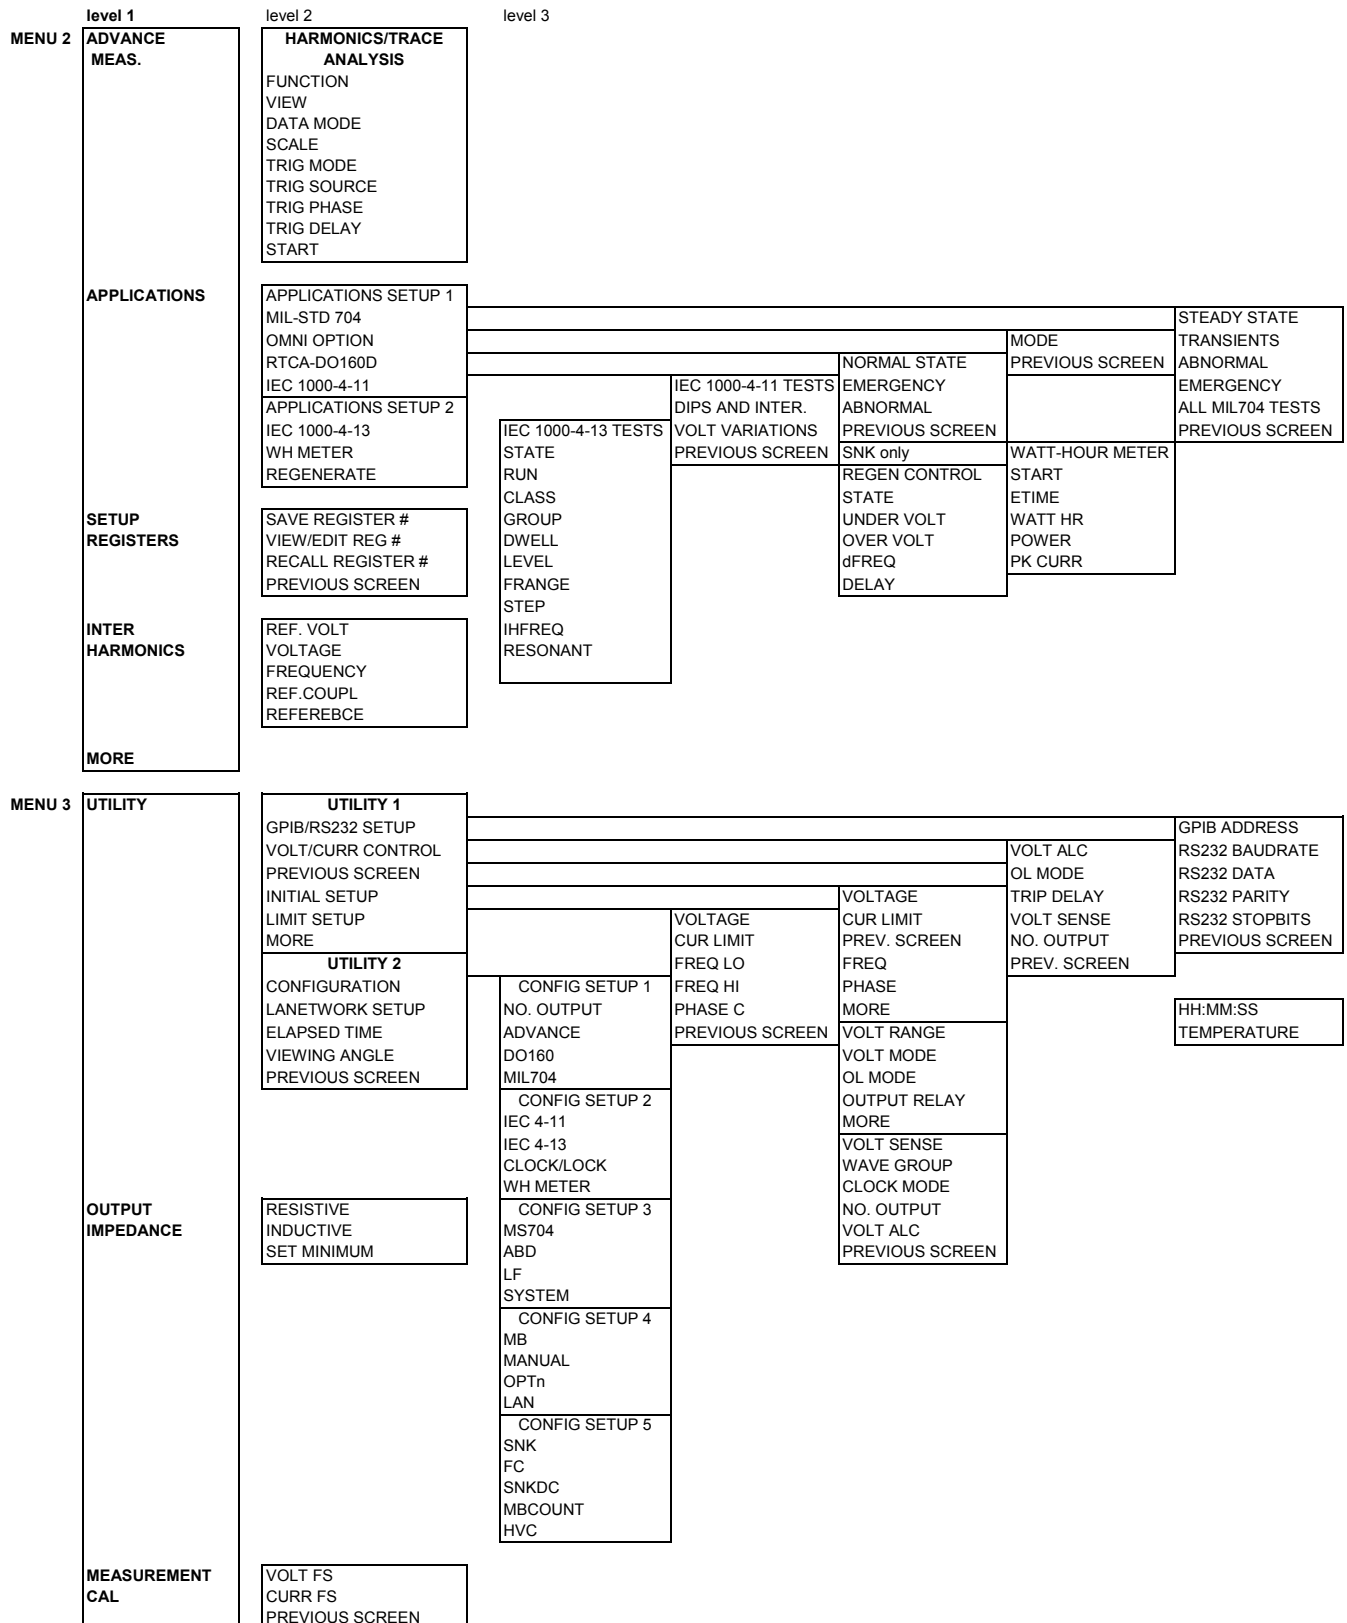 level 1 level 2 level 3
MENU 2 ADVANCE MEAS.
HARMONICS/TRACE
ANALYSIS
FUNCTION
VIEW
DATA MODE
SCALE
TRIG MODE
TRIG SOURCE
TRIG PHASE
TRIG DELAY
START
APPLICATIONS
APPLICATIONS SETUP 1
MIL-STD 704
OMNI OPTION
RTCA-DO160D
IEC 1000-4-11
APPLICATIONS SETUP 2
IEC 1000-4-13
WH METER
REGENERATE
IEC 1000-4-13 TESTS
STATE
RUN
CLASS
GROUP
DWELL
LEVEL
FRANGE
STEP
IHFREQ
RESONANT
IEC 1000-4-11 TESTS
DIPS AND INTER.
VOLT VARIATIONS
PREVIOUS SCREEN
NORMAL STATE
EMERGENCY
ABNORMAL
PREVIOUS SCREEN
SNK only
REGEN CONTROL
STATE
UNDER VOLT
OVER VOLT
dFREQ
DELAY
MODE
PREVIOUS SCREEN
WATT-HOUR METER
START
ETIME
WATT HR
POWER
PK CURR
STEADY STATE
TRANSIENTS
ABNORMAL
EMERGENCY
ALL MIL704 TESTS
PREVIOUS SCREEN
SETUP
REGISTERS
SAVE REGISTER #
VIEW/EDIT REG #
RECALL REGISTER #
PREVIOUS SCREEN
INTER
HARMONICS
REF. VOLT
VOLTAGE
FREQUENCY
REF.COUPL
REFEREBCE
MORE
MENU 3 UTILITY
UTILITY 1
GPIB/RS232 SETUP
VOLT/CURR CONTROL
PREVIOUS SCREEN
INITIAL SETUP
LIMIT SETUP
MORE
UTILITY 2
CONFIGURATION
LANETWORK SETUP
ELAPSED TIME
VIEWING ANGLE
PREVIOUS SCREEN
CONFIG SETUP 1
NO. OUTPUT
ADVANCE
DO160
MIL704
CONFIG SETUP 2
IEC 4-11
IEC 4-13
CLOCK/LOCK
WH METER
CONFIG SETUP 3
MS704
ABD
LF
SYSTEM
CONFIG SETUP 4
MB
MANUAL
OPTn
LAN
CONFIG SETUP 5
SNK
FC
SNKDC
MBCOUNT
HVC
VOLTAGE
CUR LIMIT
FREQ LO
FREQ HI
PHASE C
PREVIOUS SCREEN
VOLTAGE
CUR LIMIT
PREV. SCREEN
FREQ
PHASE
MORE
VOLT RANGE
VOLT MODE
OL MODE
OUTPUT RELAY
MORE
VOLT SENSE
WAVE GROUP
CLOCK MODE
NO. OUTPUT
VOLT ALC
PREVIOUS SCREEN
VOLT ALC
OL MODE
TRIP DELAY
VOLT SENSE
NO. OUTPUT
PREV. SCREEN
GPIB ADDRESS
RS232 BAUDRATE
RS232 DATA
RS232 PARITY
RS232 STOPBITS
PREVIOUS SCREEN
HH:MM:SS
TEMPERATURE
OUTPUT
IMPEDANCE
RESISTIVE
INDUCTIVE
SET MINIMUM
MEASUREMENT
CAL
VOLT FS
CURR FS
PREVIOUS SCREEN